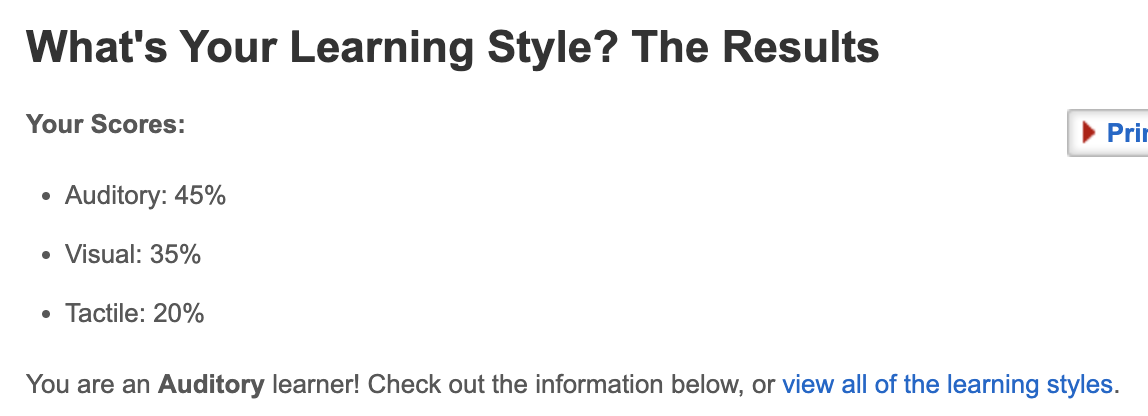 What's Your Learning Style? The Results
Your Scores:
Auditory: 45%
Visual: 35%
Tactile: 20%
You are an Auditory learner! Check out the information below, or view all of the learning styles.